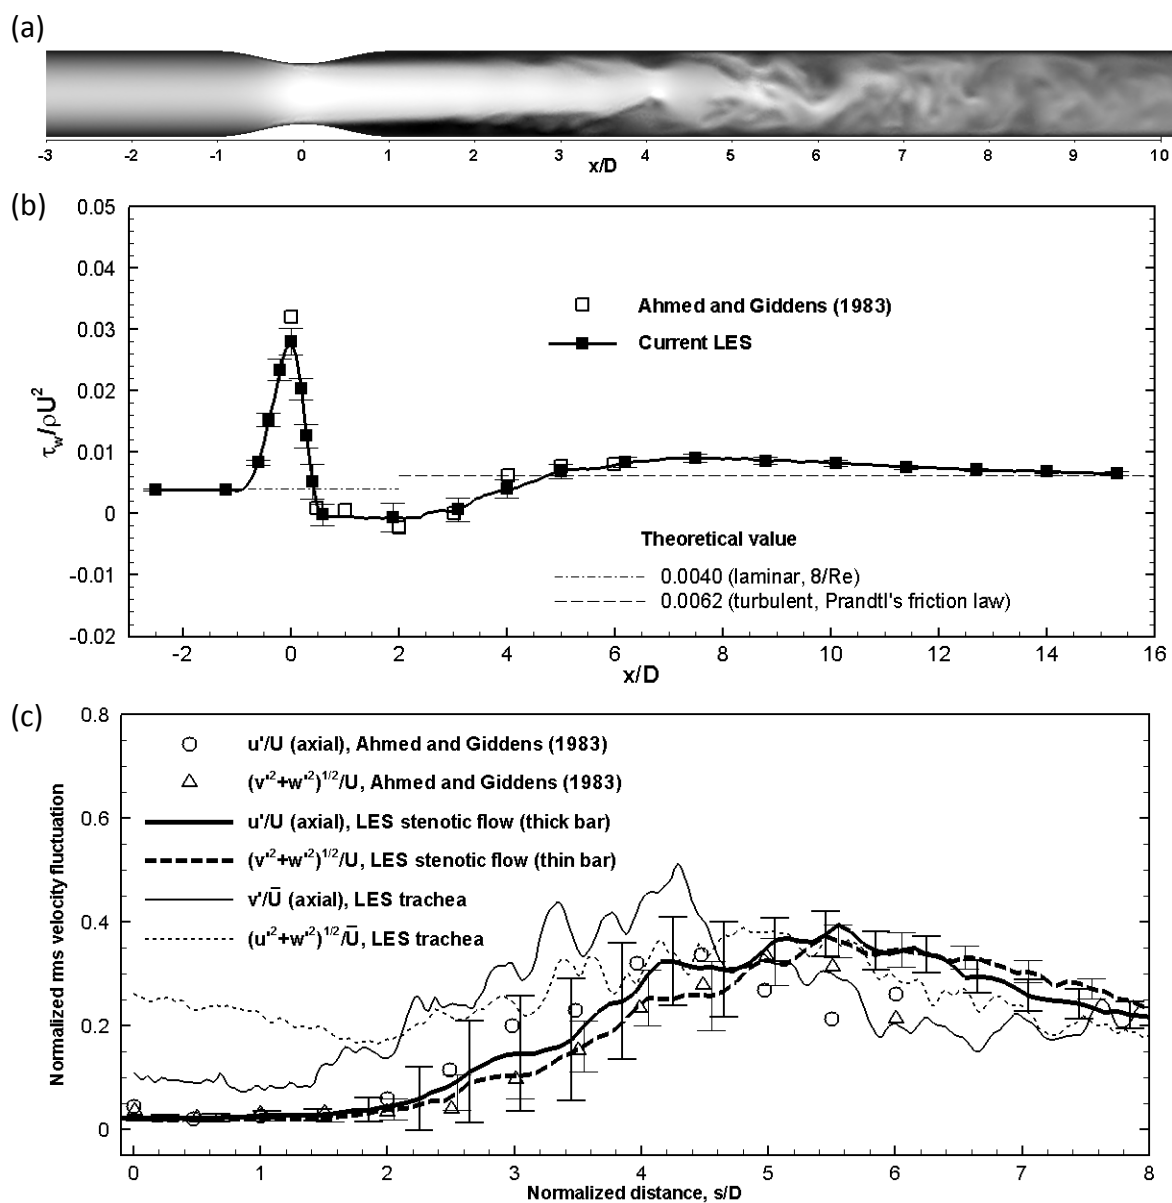 (a)
-3 -2 -1 0 1 2 3 4 5 6 7 8 9 10
x/D
(b)
0.05
0.04
0.03
0.02
0.01
0
-0.01
-0.02
τw/ρU²
Ahmed and Giddens (1983)
Current LES
Theoretical value
0.0040 (laminar, 8/Re)
0.0062 (turbulent, Prandtl's friction law)
-2 0 2 4 6 8 10 12 14 16
x/D
(c)
0.8
0.6
0.4
0.2
0
Normalized rms velocity fluctuation
u'/U (axial), Ahmed and Giddens (1983)
(v'²+w'²)^1/2/U, Ahmed and Giddens (1983)
u'/U (axial), LES stenotic flow (thick bar)
(v'²+w'²)^1/2/U, LES stenotic flow (thin bar)
v'/Ū (axial), LES trachea
(u'²+w'²)^1/2/Ū, LES trachea
0 1 2 3 4 5 6 7 8
Normalized distance, s/D